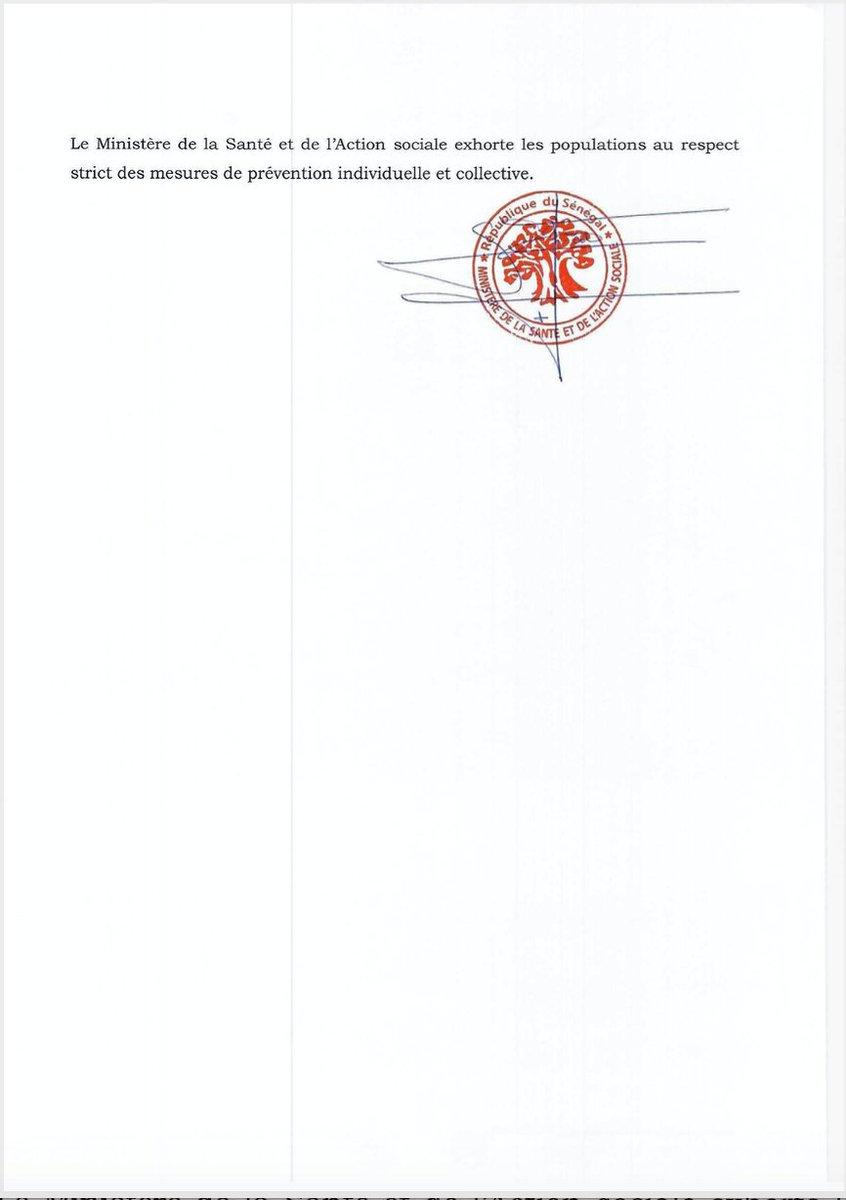 Le Ministère de la Santé et de l'Action sociale exhorte les populations au respect
strict des mesures de prévention individuelle et collective.
★ République du Sénégal ★
MINISTERE DE LA SANTE ET DE L'ACTION SOCIALE